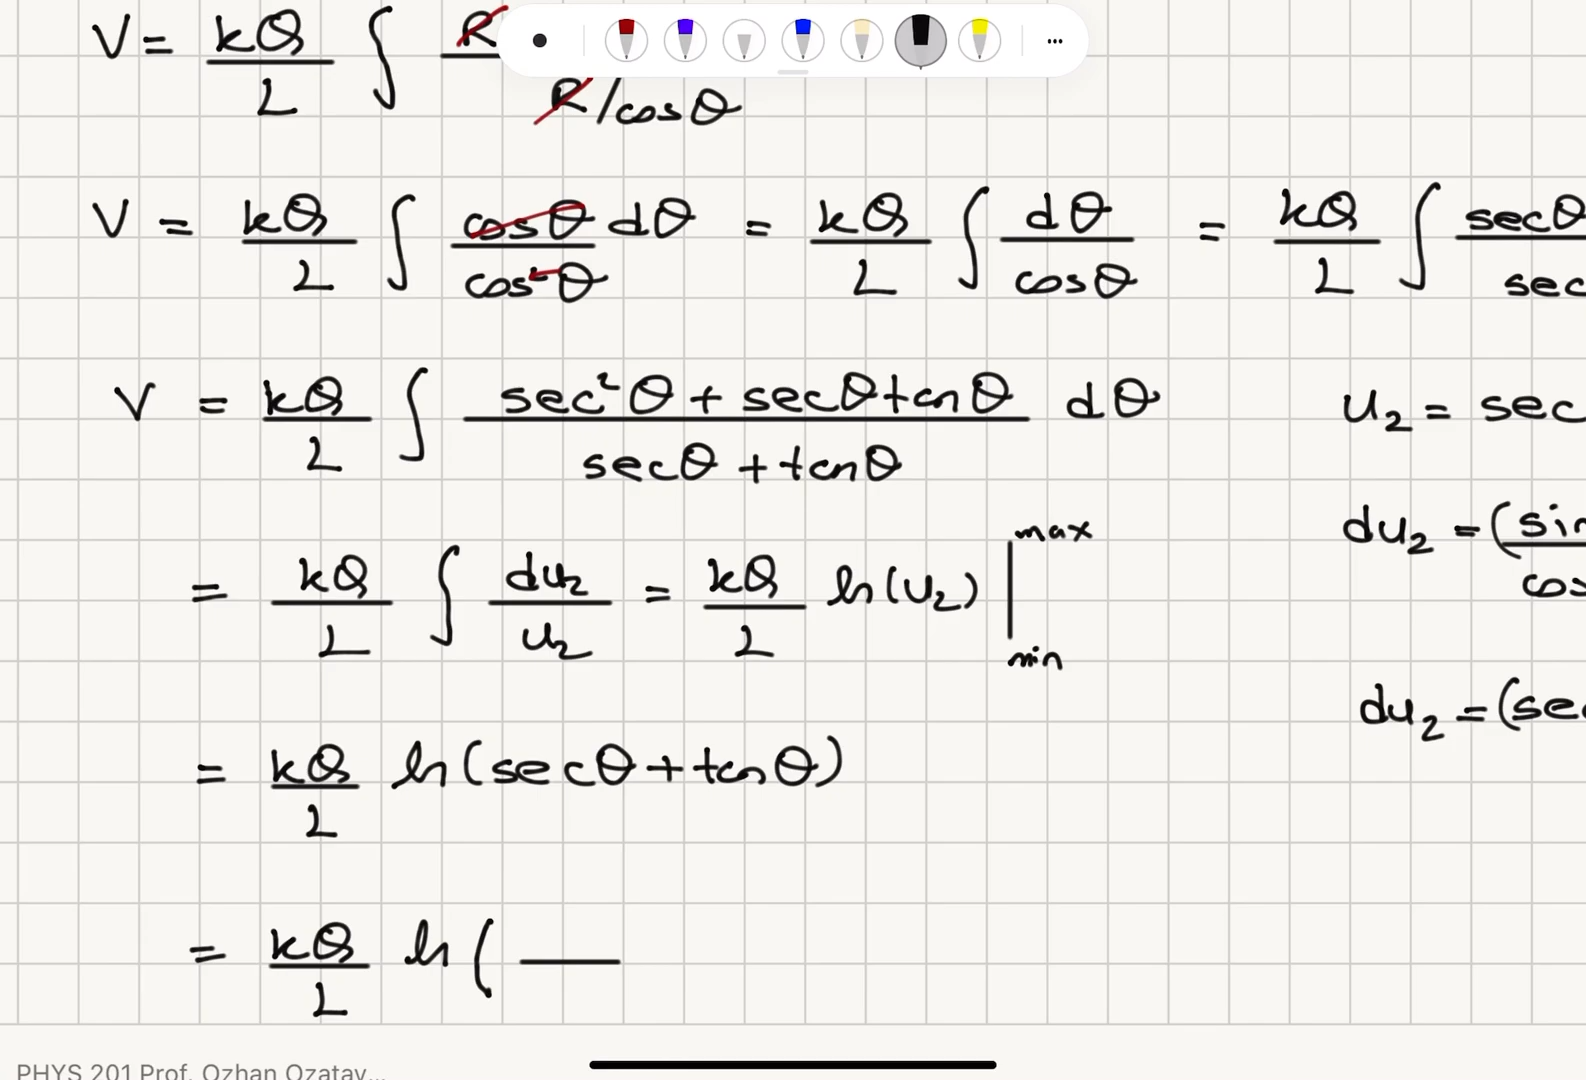 V = kQ/L ∫ R / R/cosθ
V = kQ/L ∫ cosθ/cos²θ dθ = kQ/L ∫ dθ/cosθ = kQ/L ∫ secθ/sec
V = kQ/L ∫ sec²θ + secθtanθ / secθ + tanθ dθ u₂ = sec
du₂ = (sin/cos
= kQ/L ∫ du₂/u₂ = kQ/L ln(u₂) |max min
du₂ = (sec
= kQ/L ln(secθ + tanθ)
= kQ/L ln(
PHYS 201 Prof. Ozhan Ozatay...